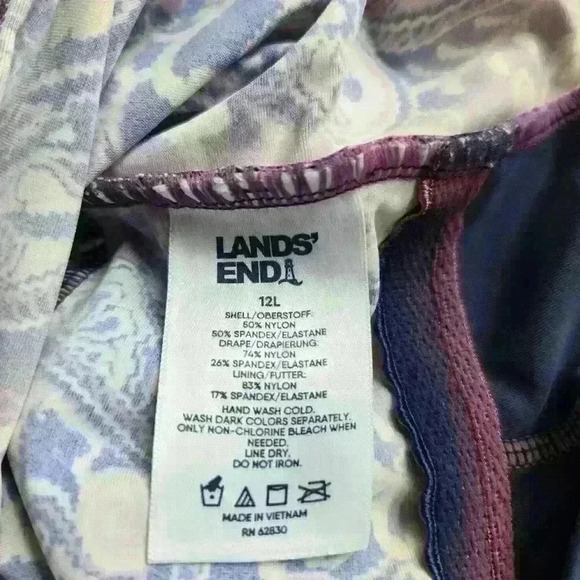 LANDS'
END
12L
SHELL/OBERSTOFF:
50% NYLON
50% SPANDEX/ELASTANE
DRAPE/DRAPIERUNG:
74% NYLON
26% SPANDEX/ELASTANE
LINING/FUTTER:
83% NYLON
17% SPANDEX/ELASTANE
HAND WASH COLD.
WASH DARK COLORS SEPARATELY.
ONLY NON-CHLORINE BLEACH WHEN
NEEDED.
LINE DRY.
DO NOT IRON.
MADE IN VIETNAM
RN 62830